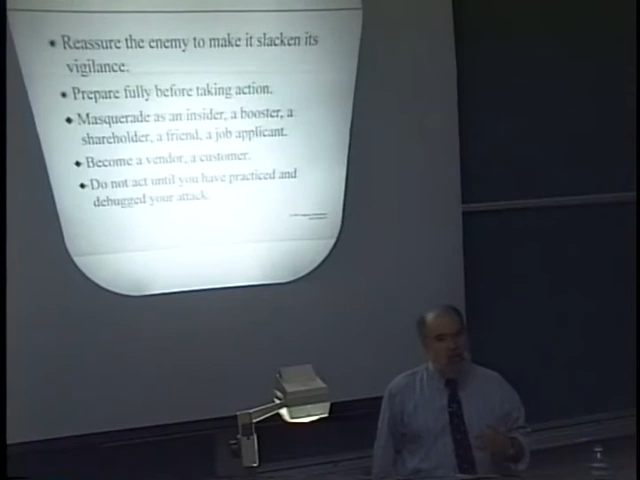 Reassure the enemy to make it slacken its
vigilance.
Prepare fully before taking action.
Masquerade as an insider, a booster, a
shareholder, a friend, a job applicant.
Become a vendor, a customer.
Do not act until you have practiced and
debugged your attack.